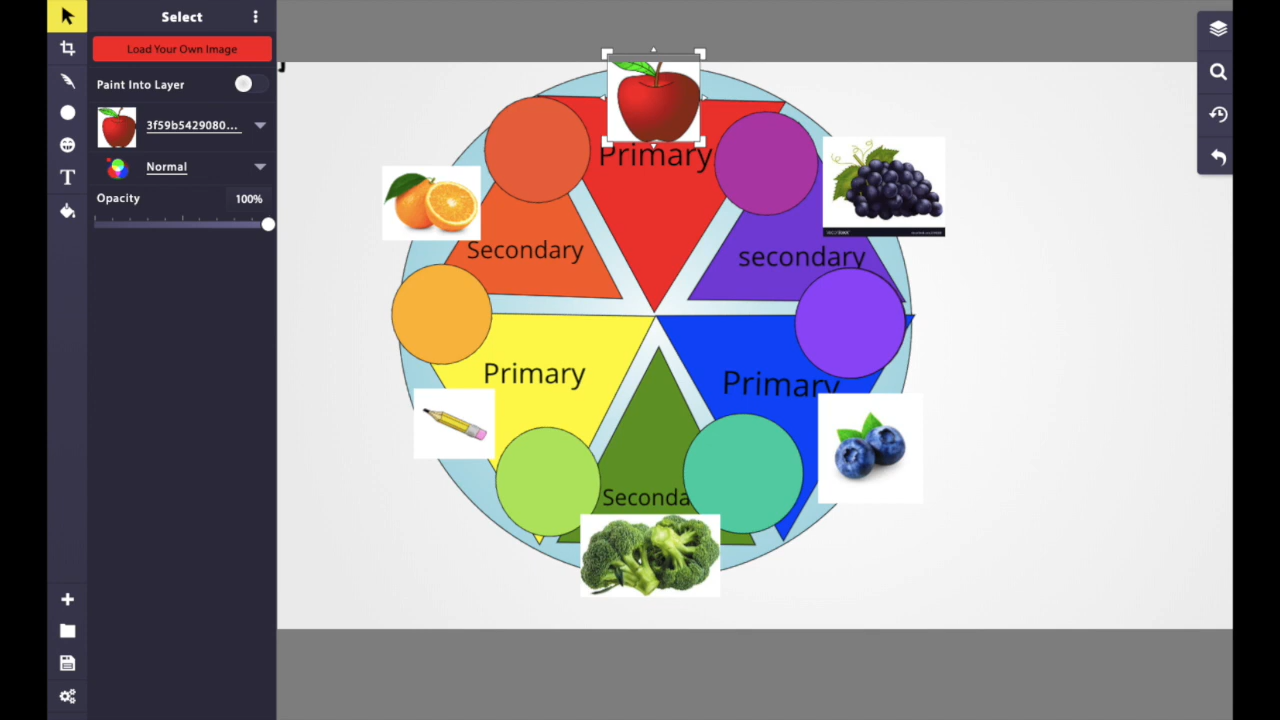 Select
Load Your Own Image
Paint Into Layer
3f59b5429080...
Normal
Opacity
100%
T
Primary
Secondary
secondary
Primary
Primary
Seconda